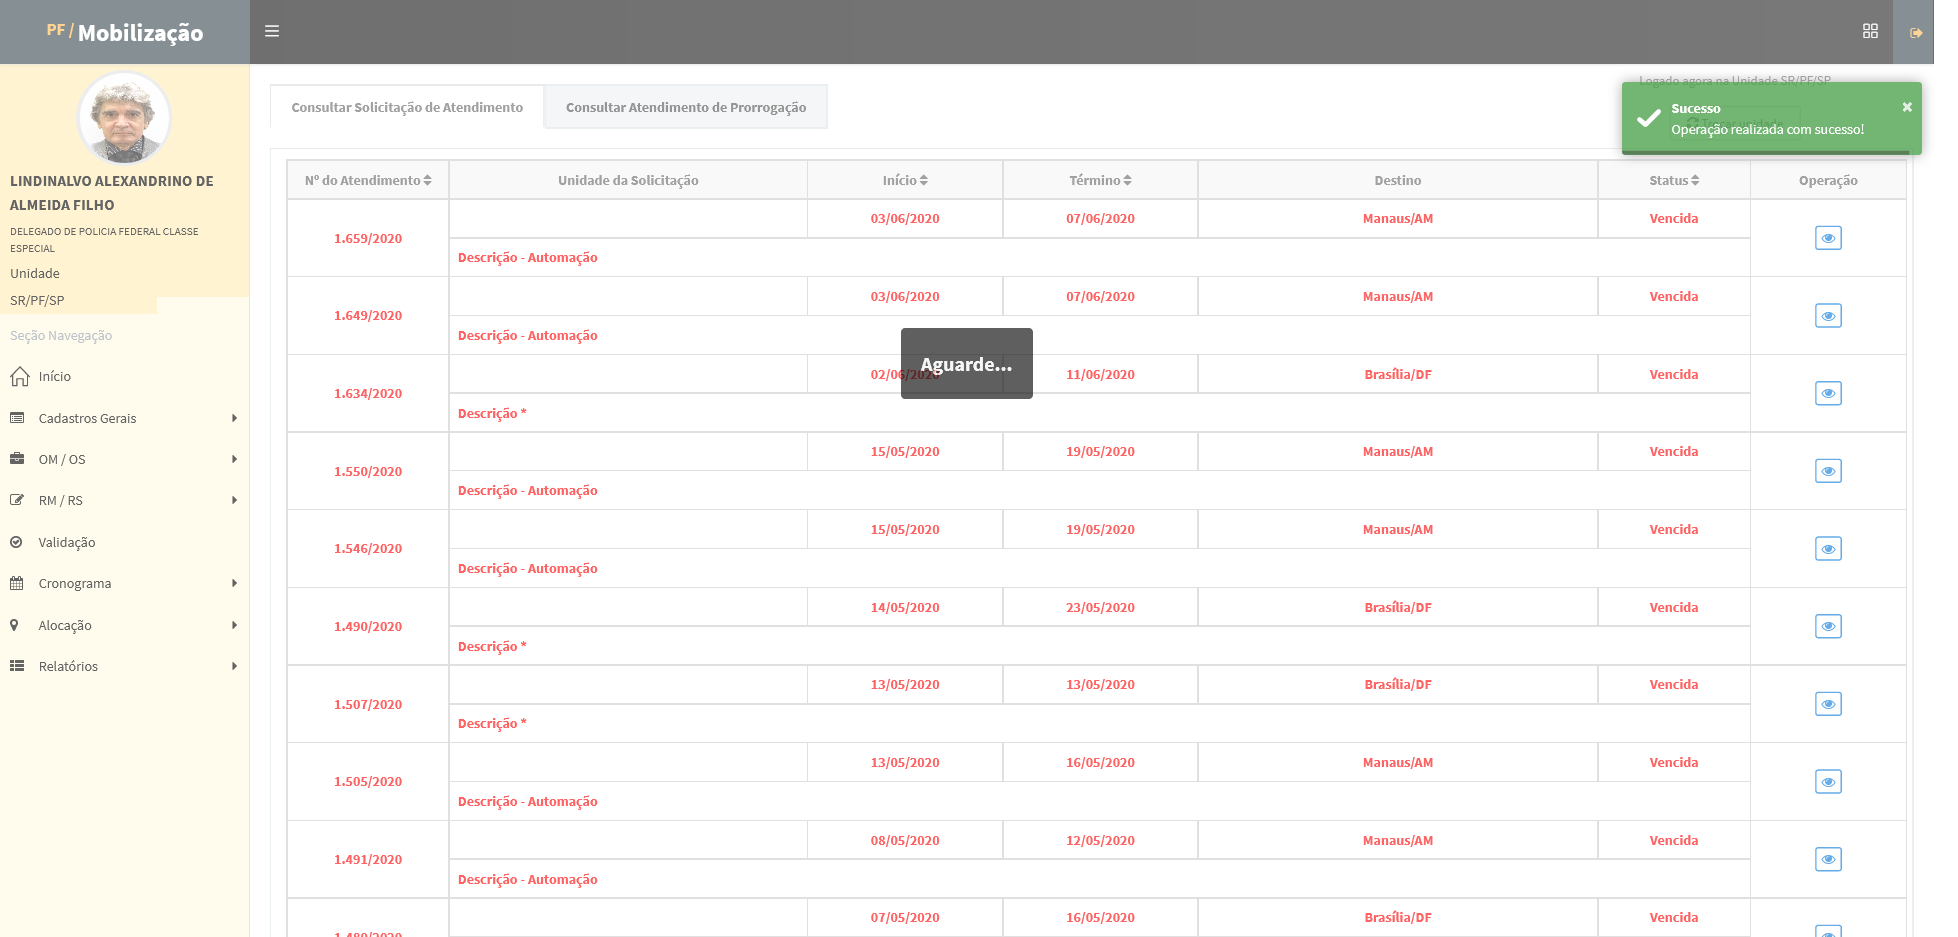 PF / Mobilização
Logado agora na Unidade SR/PF/SP
Trocar unidade
Sucesso
×
Operação realizada com sucesso!
LINDINALVO ALEXANDRINO DE
ALMEIDA FILHO
DELEGADO DE POLICIA FEDERAL CLASSE
ESPECIAL
Unidade
SR/PF/SP
Seção Navegação
Início
Cadastros Gerais
OM / OS
RM / RS
Validação
Cronograma
Alocação
Relatórios
Consultar Solicitação de Atendimento
Consultar Atendimento de Prorrogação
Nº do Atendimento Unidade da Solicitação Início Término Destino Status Operação
1.659/2020 03/06/2020 07/06/2020 Manaus/AM Vencida
Descrição - Automação
1.649/2020 03/06/2020 07/06/2020 Manaus/AM Vencida
Descrição - Automação
Aguarde...
1.634/2020 02/06/2020 11/06/2020 Brasília/DF Vencida
Descrição *
1.550/2020 15/05/2020 19/05/2020 Manaus/AM Vencida
Descrição - Automação
1.546/2020 15/05/2020 19/05/2020 Manaus/AM Vencida
Descrição - Automação
1.490/2020 14/05/2020 23/05/2020 Brasília/DF Vencida
Descrição *
1.507/2020 13/05/2020 13/05/2020 Brasília/DF Vencida
Descrição *
1.505/2020 13/05/2020 16/05/2020 Manaus/AM Vencida
Descrição - Automação
1.491/2020 08/05/2020 12/05/2020 Manaus/AM Vencida
Descrição - Automação
07/05/2020 16/05/2020 Brasília/DF Vencida